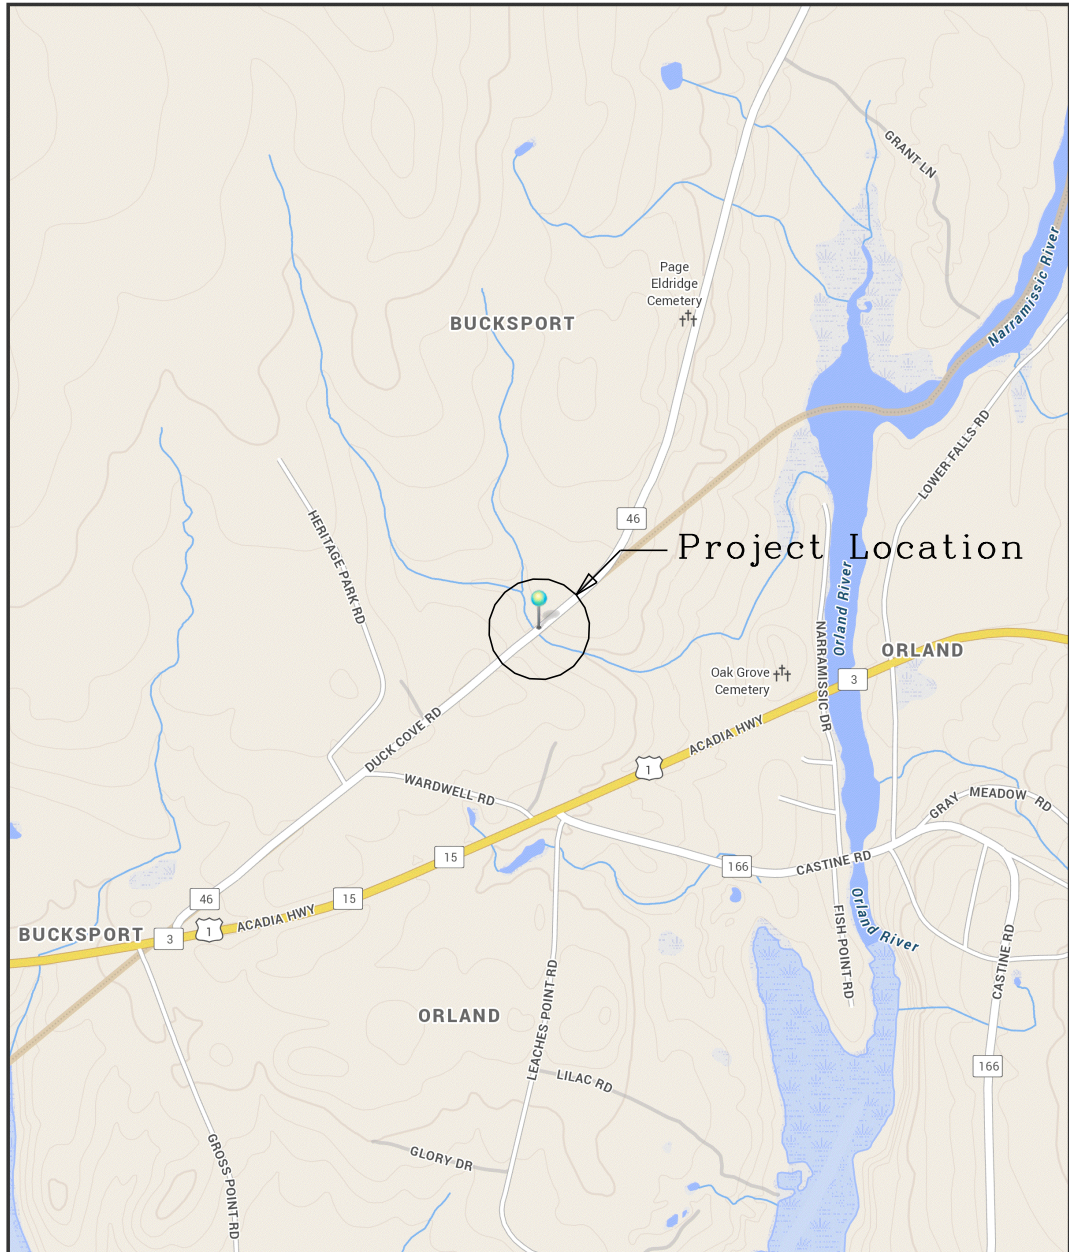 GRANT LN
Narramissic River
Page
Eldridge
Cemetery
BUCKSPORT
LOWER FALLS RD
46
HERITAGE PARK RD
Project Location
Orland River
NARRAMISSIC DR
ORLAND
Oak Grove
Cemetery
3
DUCK COVE RD
ACADIA HWY
1
WARDWELL RD
GRAY MEADOW RD
15
166
CASTINE RD
46
15
ACADIA HWY
1
3
BUCKSPORT
Orland River
FISH POINT RD
CASTINE RD
LEACHES POINT RD
ORLAND
166
LILAC RD
GLORY DR
GROSS POINT RD